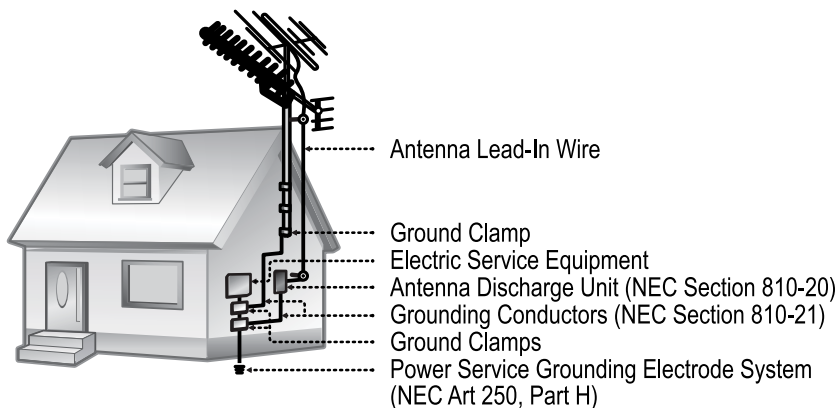 Antenna Lead-In Wire
Ground Clamp
Electric Service Equipment
Antenna Discharge Unit (NEC Section 810-20)
Grounding Conductors (NEC Section 810-21)
Ground Clamps
Power Service Grounding Electrode System
(NEC Art 250, Part H)